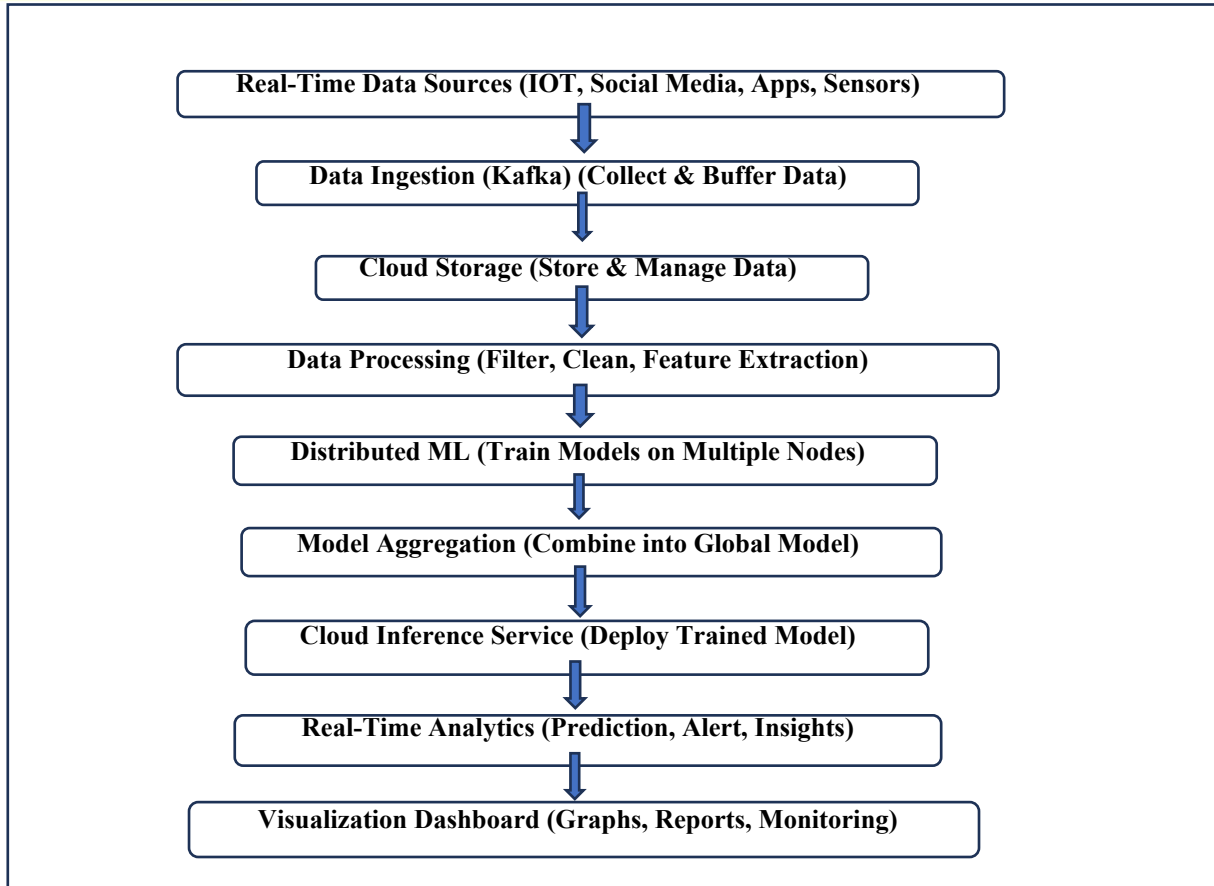 Real-Time Data Sources (IOT, Social Media, Apps, Sensors)
Data Ingestion (Kafka) (Collect & Buffer Data)
Cloud Storage (Store & Manage Data)
Data Processing (Filter, Clean, Feature Extraction)
Distributed ML (Train Models on Multiple Nodes)
Model Aggregation (Combine into Global Model)
Cloud Inference Service (Deploy Trained Model)
Real-Time Analytics (Prediction, Alert, Insights)
Visualization Dashboard (Graphs, Reports, Monitoring)